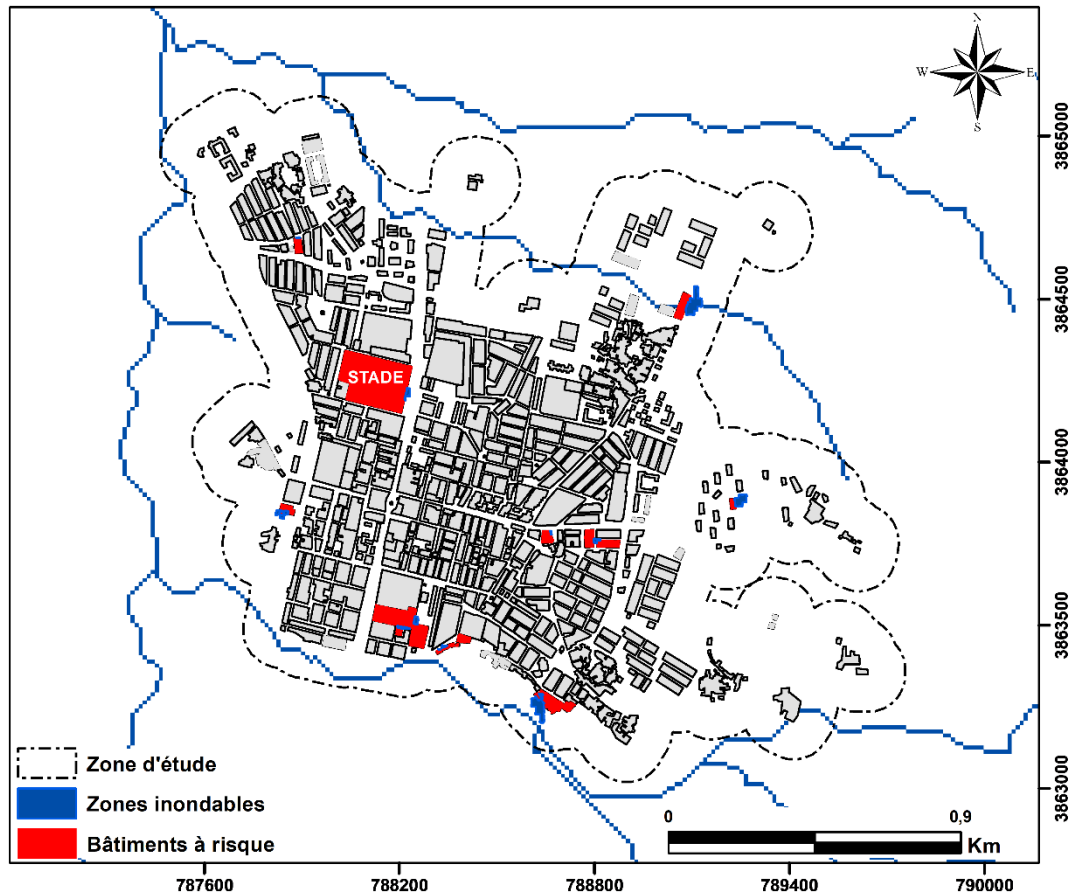 N
W
E
S
3865000
3864500
STADE
3864000
3863500
3863000
Zone d'étude
Zones inondables
Bâtiments à risque
0
0,9
Km
787600
788200
788800
789400
790000